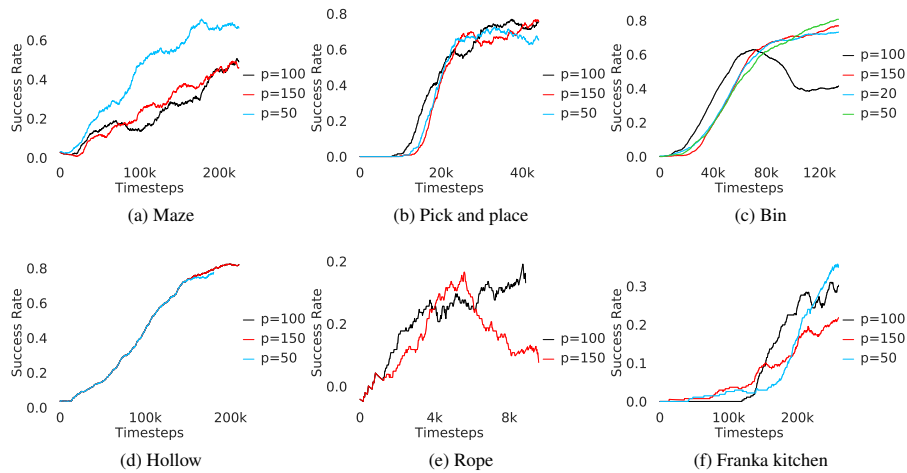 Success Rate
0.6
0.4
0.2
0.0
0
100k
200k
Timesteps
p=100
p=150
p=50
(a) Maze
Success Rate
0.8
0.6
0.4
0.2
0.0
0
20k
40k
Timesteps
p=100
p=150
p=50
(b) Pick and place
Success Rate
0.8
0.6
0.4
0.2
0.0
0
40k
80k
120k
Timesteps
p=100
p=150
p=20
p=50
(c) Bin
Success Rate
0.8
0.6
0.4
0.2
0.0
0
100k
200k
Timesteps
p=100
p=150
p=50
(d) Hollow
Success Rate
0.2
0.2
0.0
0
4k
8k
Timesteps
p=100
p=150
(e) Rope
Success Rate
0.3
0.2
0.1
0.0
0
100k
200k
Timesteps
p=100
p=150
p=50
(f) Franka kitchen